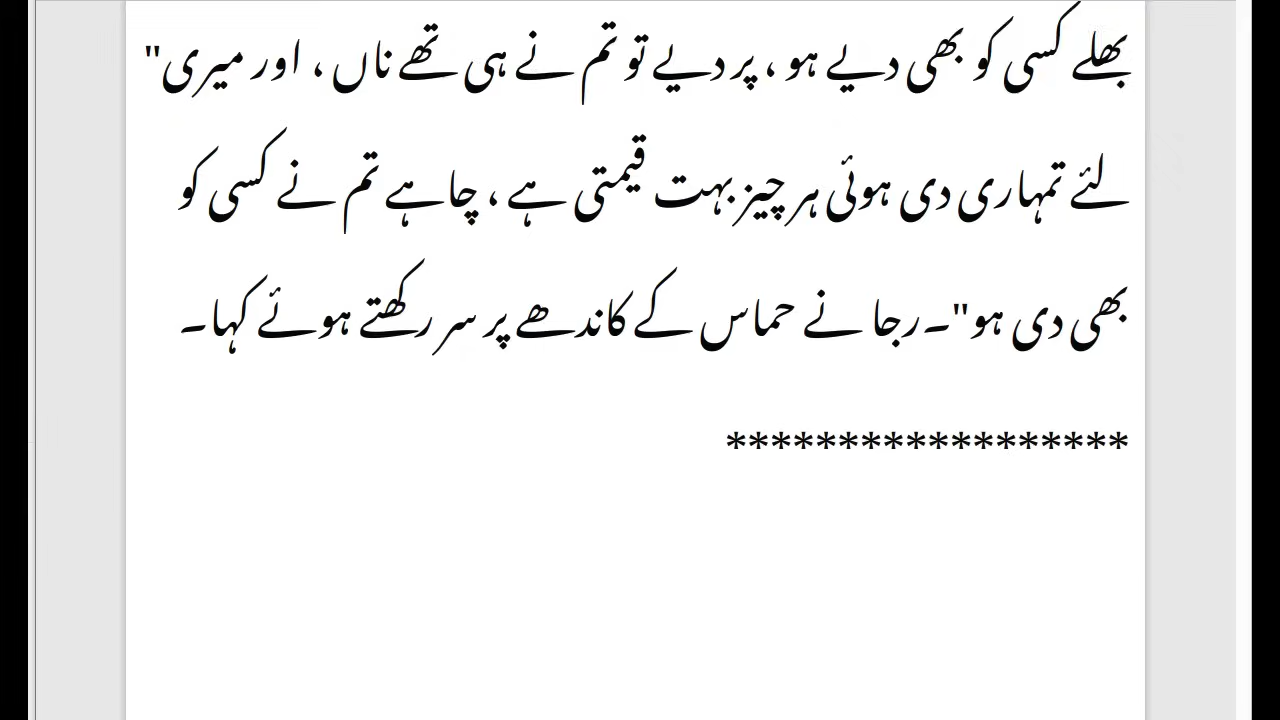 بھلے کسی کو بھی دیے ہو ، پر دیے تو تم نے ہی تھے ناں ، اور میری"
لئے تمہاری دی ہوئی ہر چیز بہت قیمتی ہے ، چاہے تم نے کسی کو
بھی دی ہو"۔رجا نے حماس کے کاندھے پر سر رکھتے ہوئے کہا۔
******************